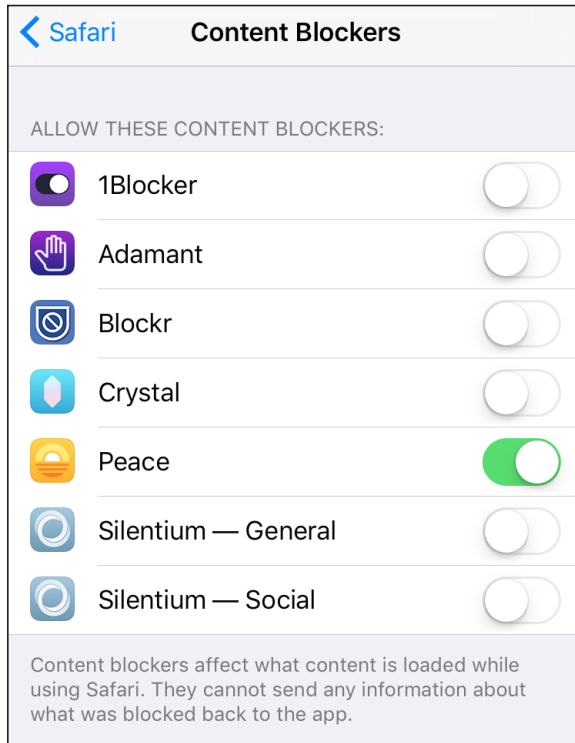 Safari Content Blockers
ALLOW THESE CONTENT BLOCKERS:
1Blocker
Adamant
Blockr
Crystal
Peace
Silentium — General
Silentium — Social
Content blockers affect what content is loaded while
using Safari. They cannot send any information about
what was blocked back to the app.